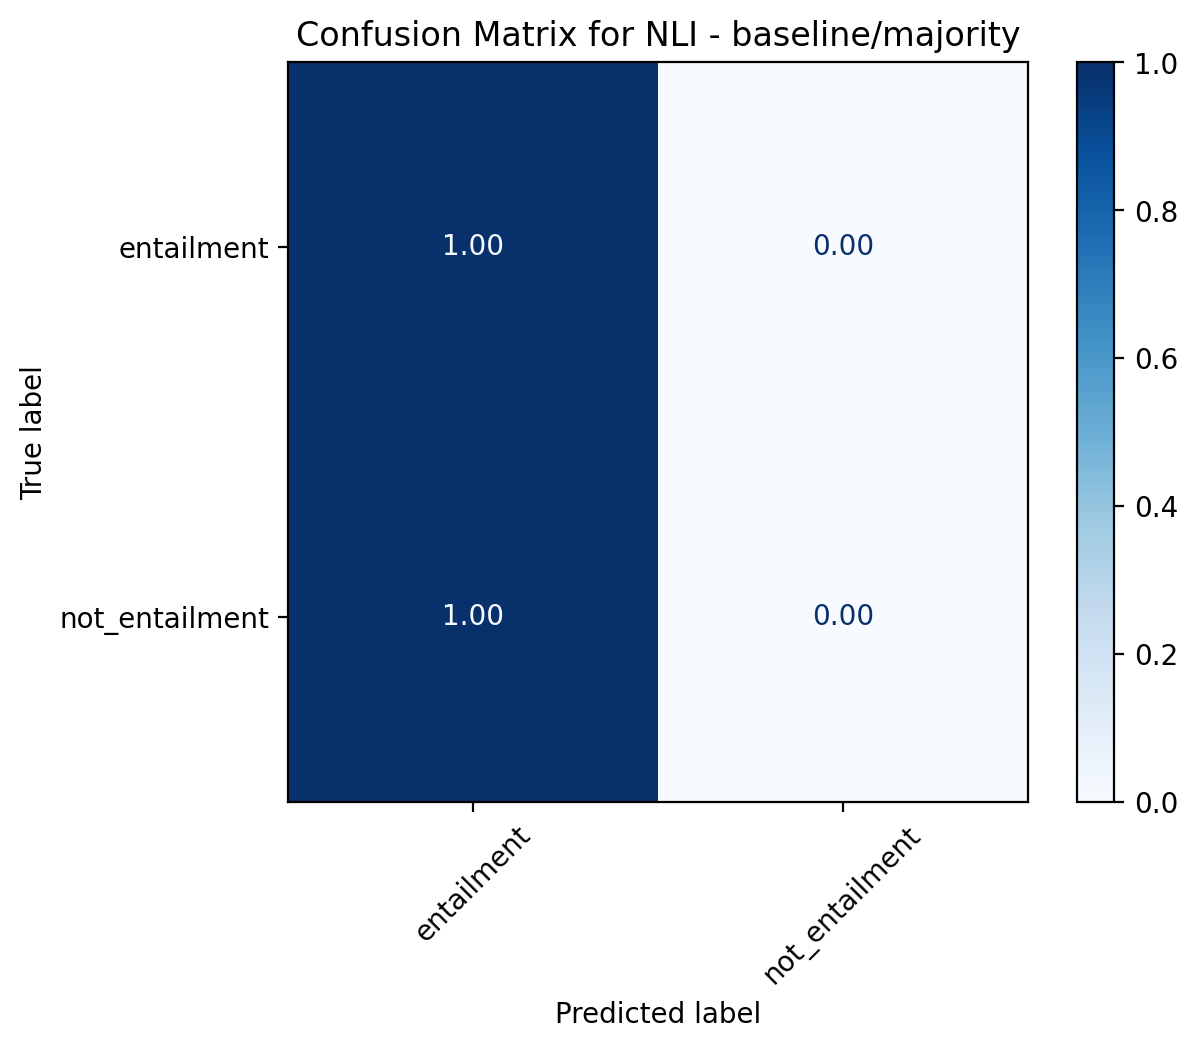 Confusion Matrix for NLI - baseline/majority
True label
entailment
1.00
0.00
not_entailment
1.00
0.00
entailment
not_entailment
Predicted label
1.0
0.8
0.6
0.4
0.2
0.0